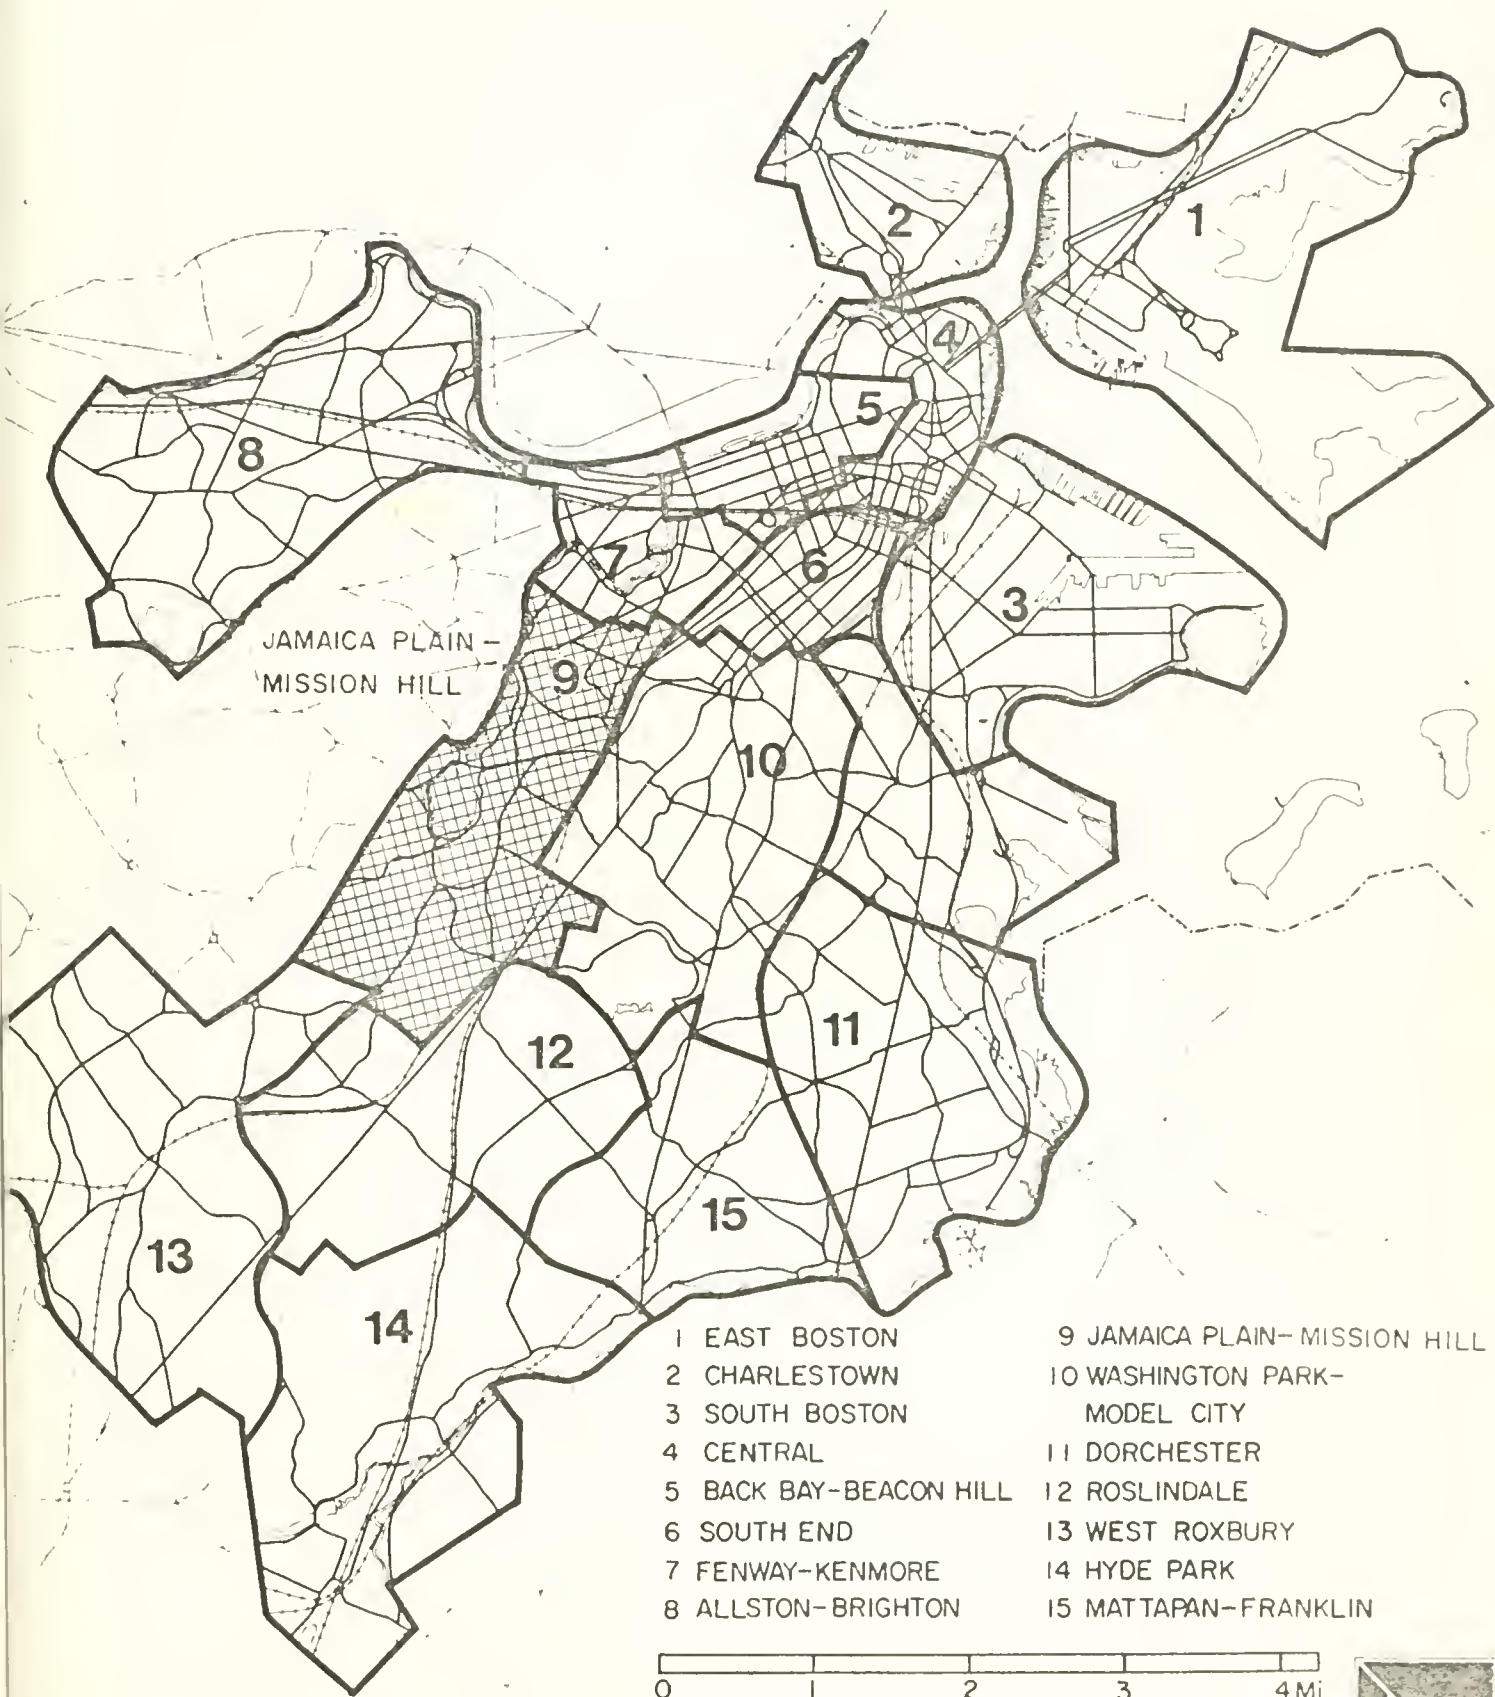 1
2
4
5
8
7
6
3
JAMAICA PLAIN-
MISSION HILL
9
10
11
12
15
13
14
1 EAST BOSTON
2 CHARLESTOWN
3 SOUTH BOSTON
4 CENTRAL
5 BACK BAY-BEACON HILL
6 SOUTH END
7 FENWAY-KENMORE
8 ALLSTON-BRIGHTON
9 JAMAICA PLAIN-MISSION HILL
10 WASHINGTON PARK-
MODEL CITY
11 DORCHESTER
12 ROSLINDALE
13 WEST ROXBURY
14 HYDE PARK
15 MATTAPAN-FRANKLIN
0 1 2 3 4 Mi